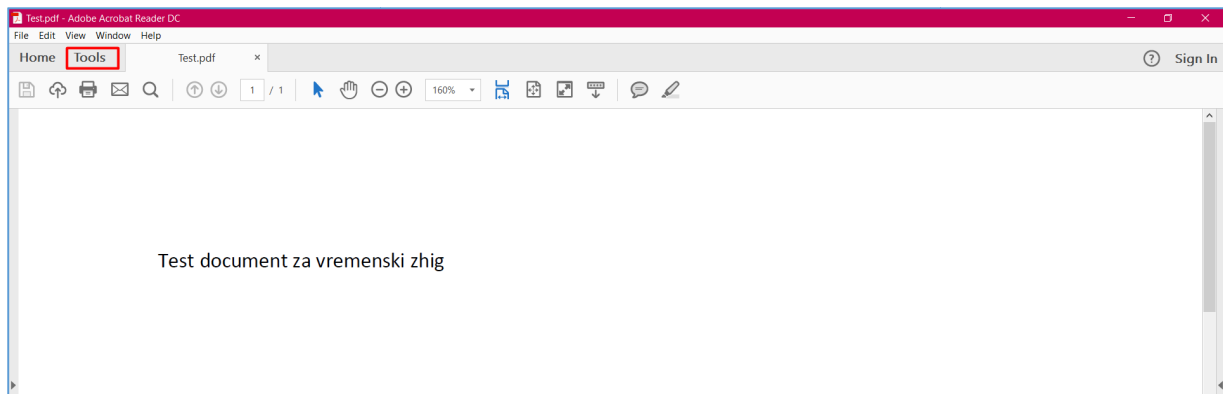 Test.pdf - Adobe Acrobat Reader DC
File Edit View Window Help
Home Tools Test.pdf × ? Sign In
1 / 1 160%
Test document za vremenski zhig